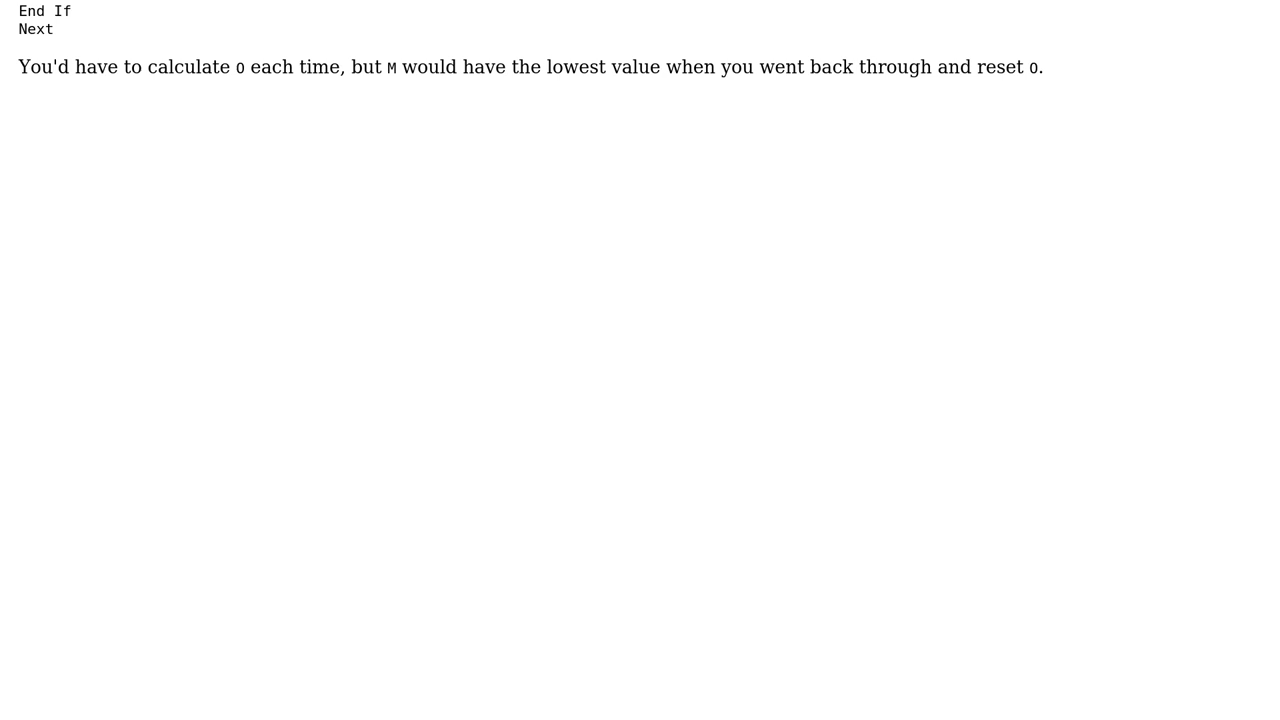 End If
Next
You'd have to calculate O each time, but M would have the lowest value when you went back through and reset O.